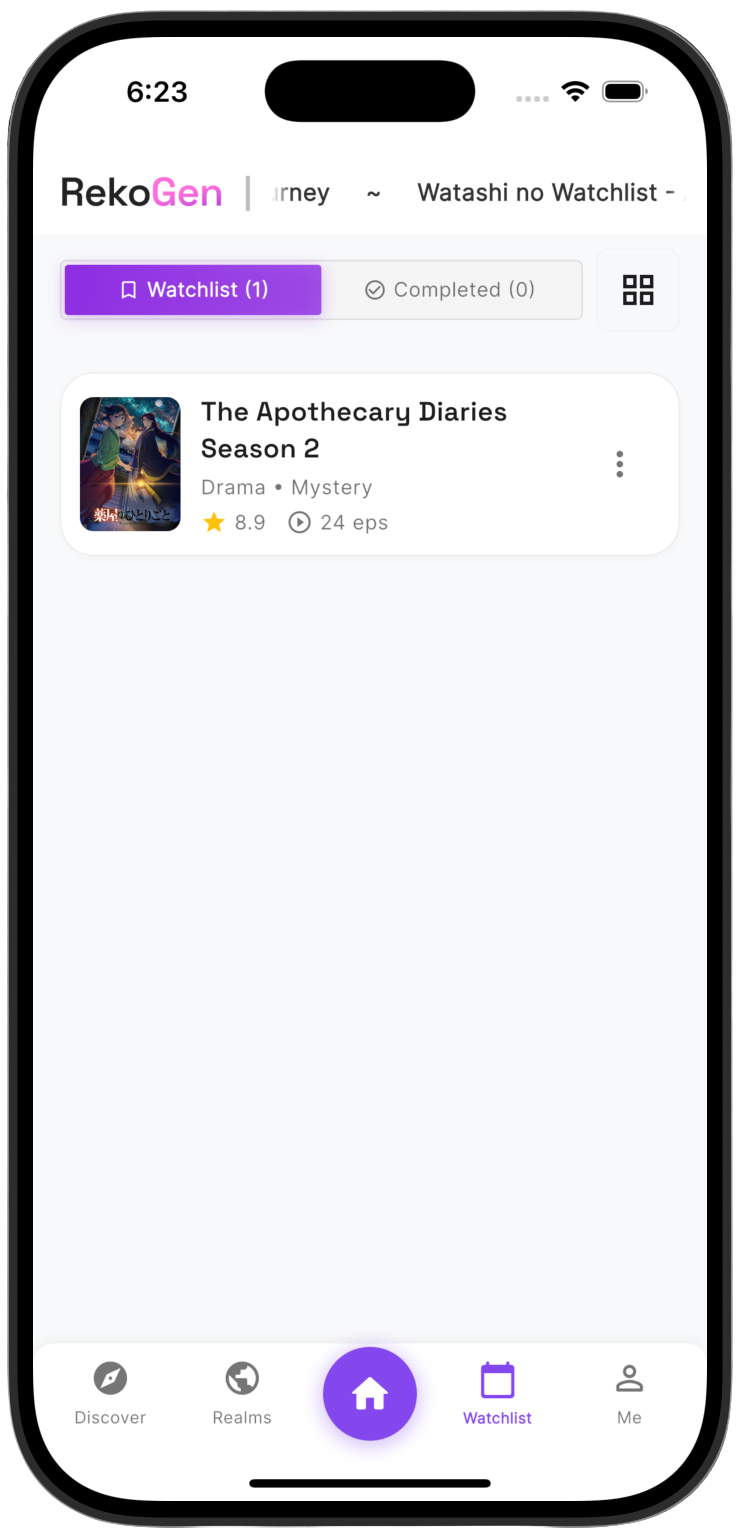 6:23
RekoGen | rney ~ Watashi no Watchlist -
Watchlist (1)
Completed (0)
The Apothecary Diaries
Season 2
Drama • Mystery
8.9 24 eps
薬屋のひとりごと
Discover
Realms
Watchlist
Me